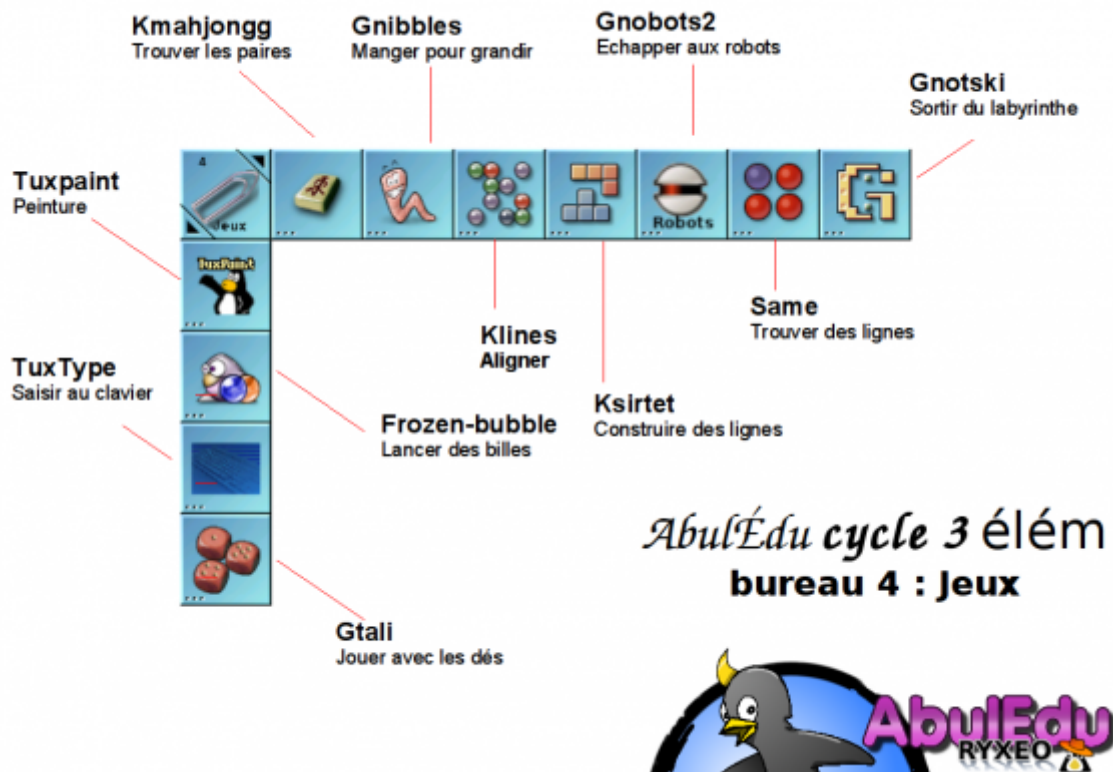 Kmahjongg
Trouver les paires
Gnibbles
Manger pour grandir
Gnobots2
Echapper aux robots
Gnotski
Sortir du labyrinthe
Tuxpaint
Peinture
4
Jeux
Robots
TuxPaint
Same
Trouver des lignes
Klines
Aligner
TuxType
Saisir au clavier
Ksirtet
Construire des lignes
Frozen-bubble
Lancer des billes
AbulÉdu cycle 3 élém
bureau 4 : Jeux
Gtali
Jouer avec les dés
AbulEdu
RYXEO